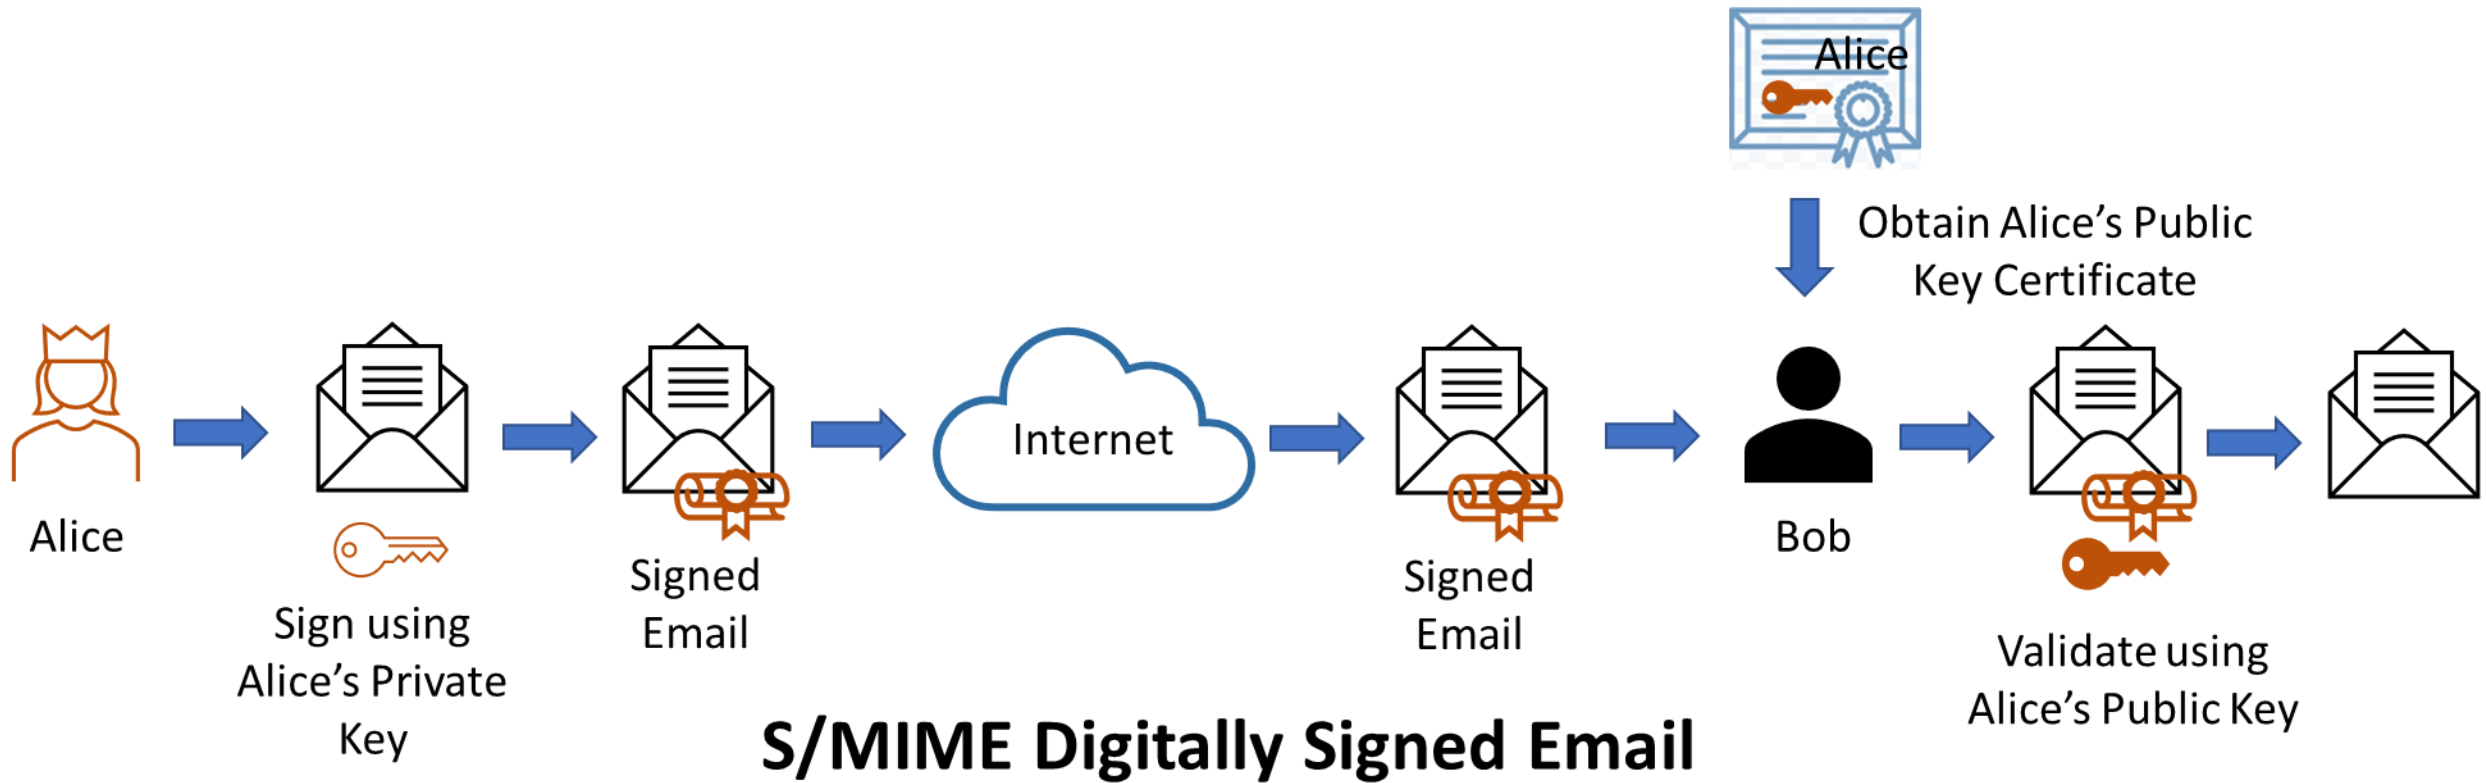 Alice
Obtain Alice’s Public
Key Certificate
Alice
Sign using
Alice’s Private
Key
Signed
Email
Internet
Signed
Email
Bob
Validate using
Alice’s Public Key
S/MIME Digitally Signed Email